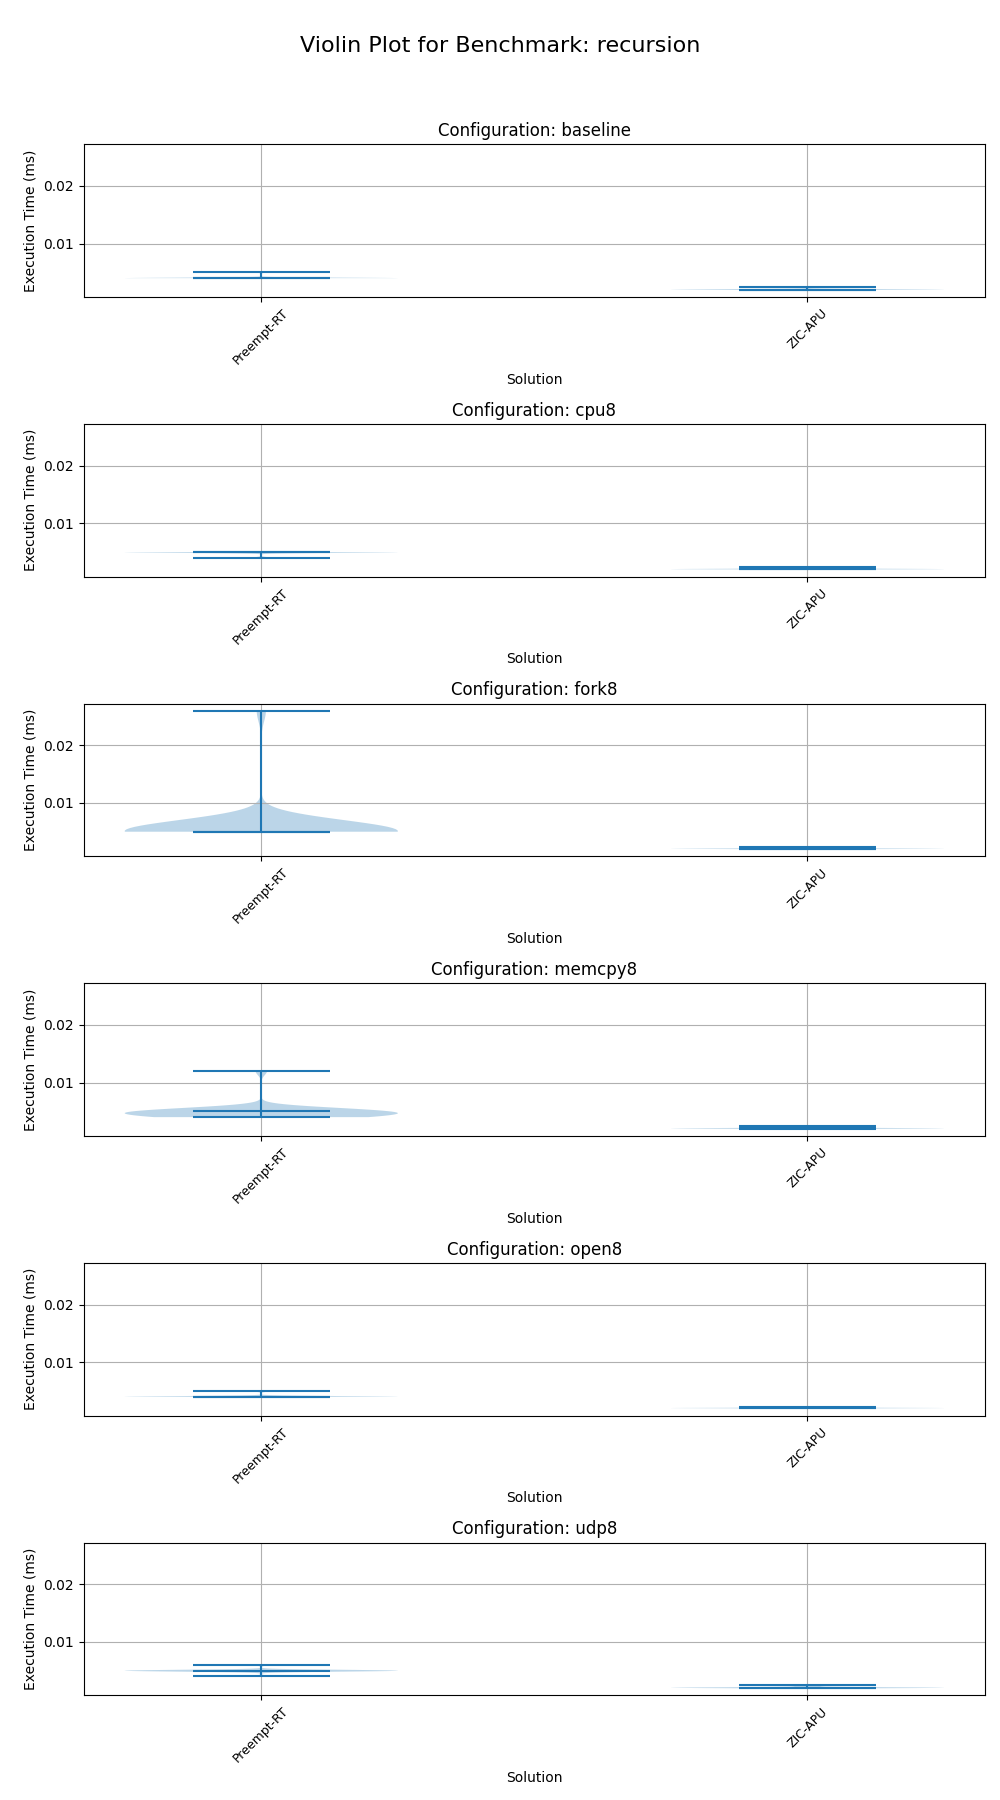 Violin Plot for Benchmark: recursion
Configuration: baseline
Execution Time (ms)
0.02
0.01
Preempt-RT
ZIC-APU
Solution
Configuration: cpu8
Execution Time (ms)
0.02
0.01
Preempt-RT
ZIC-APU
Solution
Configuration: fork8
Execution Time (ms)
0.02
0.01
Preempt-RT
ZIC-APU
Solution
Configuration: memcpy8
Execution Time (ms)
0.02
0.01
Preempt-RT
ZIC-APU
Solution
Configuration: open8
Execution Time (ms)
0.02
0.01
Preempt-RT
ZIC-APU
Solution
Configuration: udp8
Execution Time (ms)
0.02
0.01
Preempt-RT
ZIC-APU
Solution